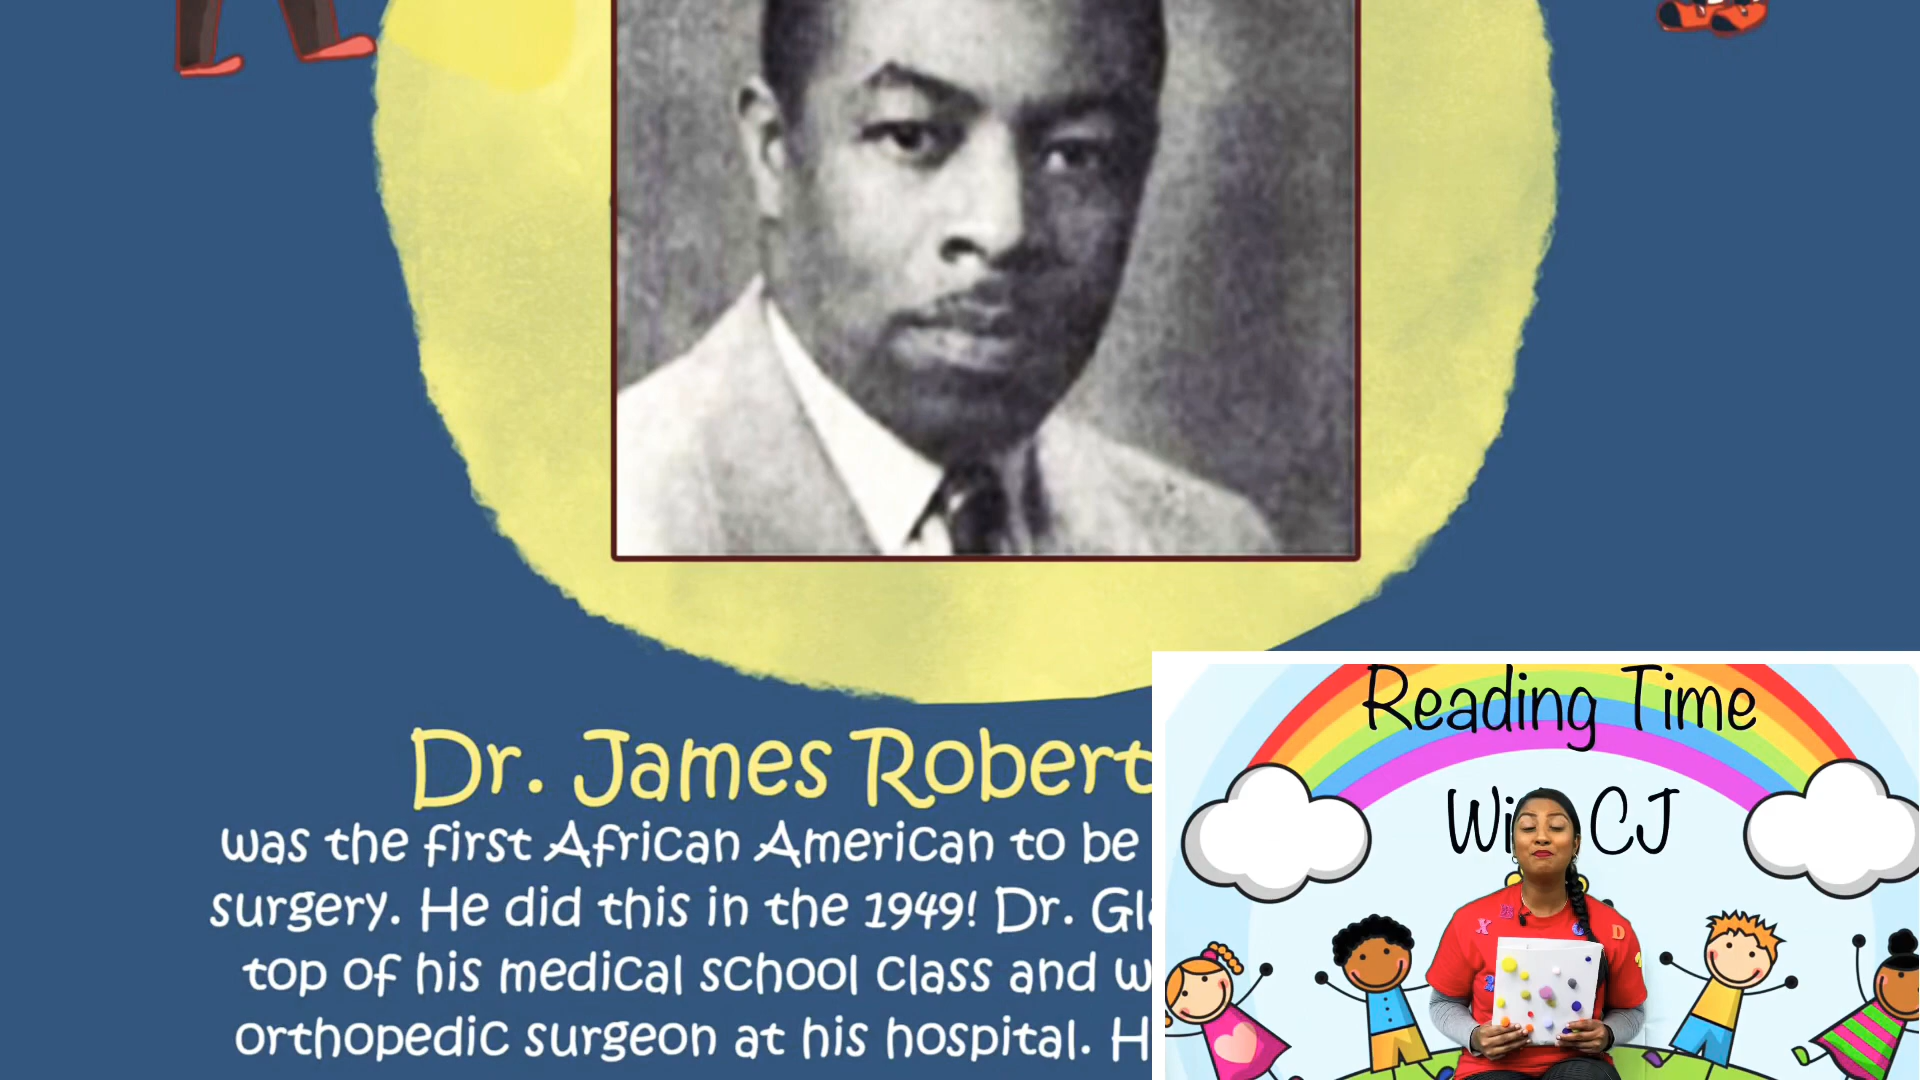 Dr. James Robert
was the first African American to be
surgery. He did this in the 1949! Dr.
top of his medical school class and
orthopedic surgeon at his hospital.
Reading Time
With CJ